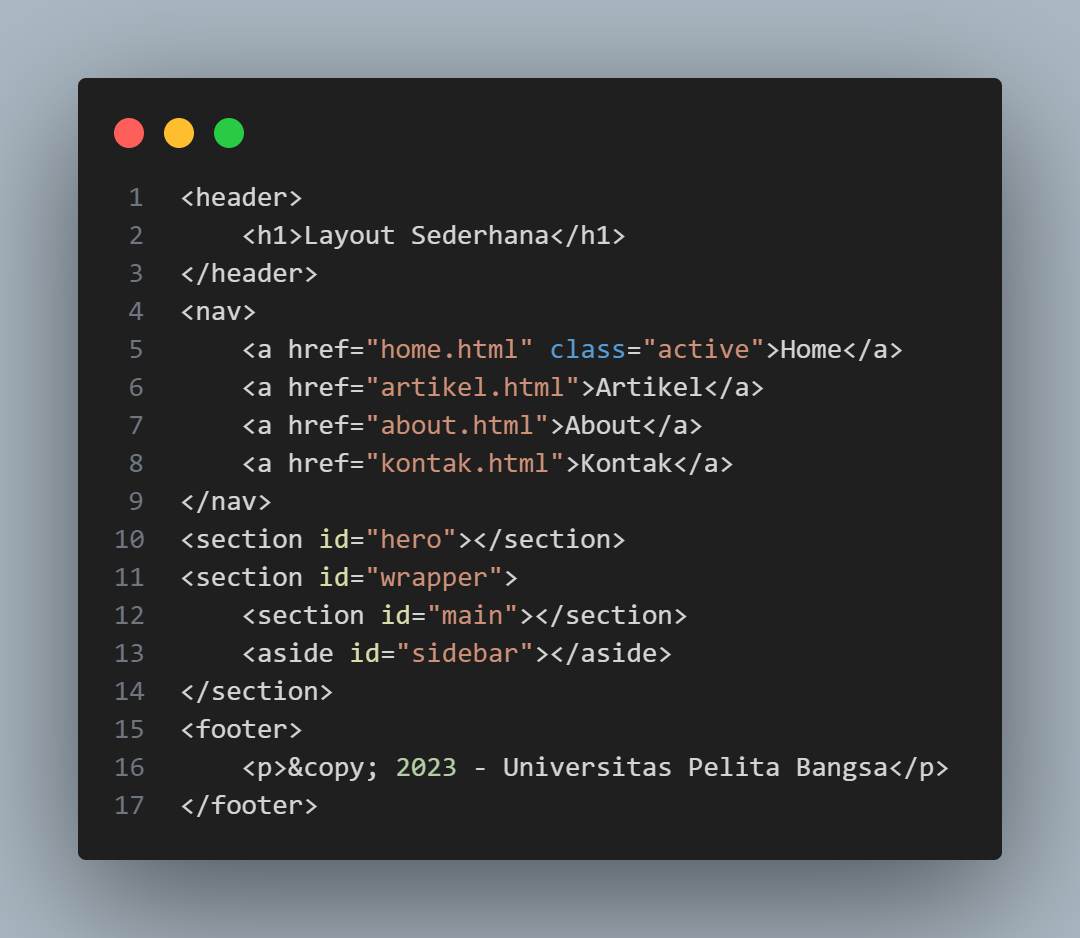 1 <header>
2     <h1>Layout Sederhana</h1>
3 </header>
4 <nav>
5     <a href="home.html" class="active">Home</a>
6     <a href="artikel.html">Artikel</a>
7     <a href="about.html">About</a>
8     <a href="kontak.html">Kontak</a>
9 </nav>
10 <section id="hero"></section>
11 <section id="wrapper">
12     <section id="main"></section>
13     <aside id="sidebar"></aside>
14 </section>
15 <footer>
16     <p>&copy; 2023 - Universitas Pelita Bangsa</p>
17 </footer>